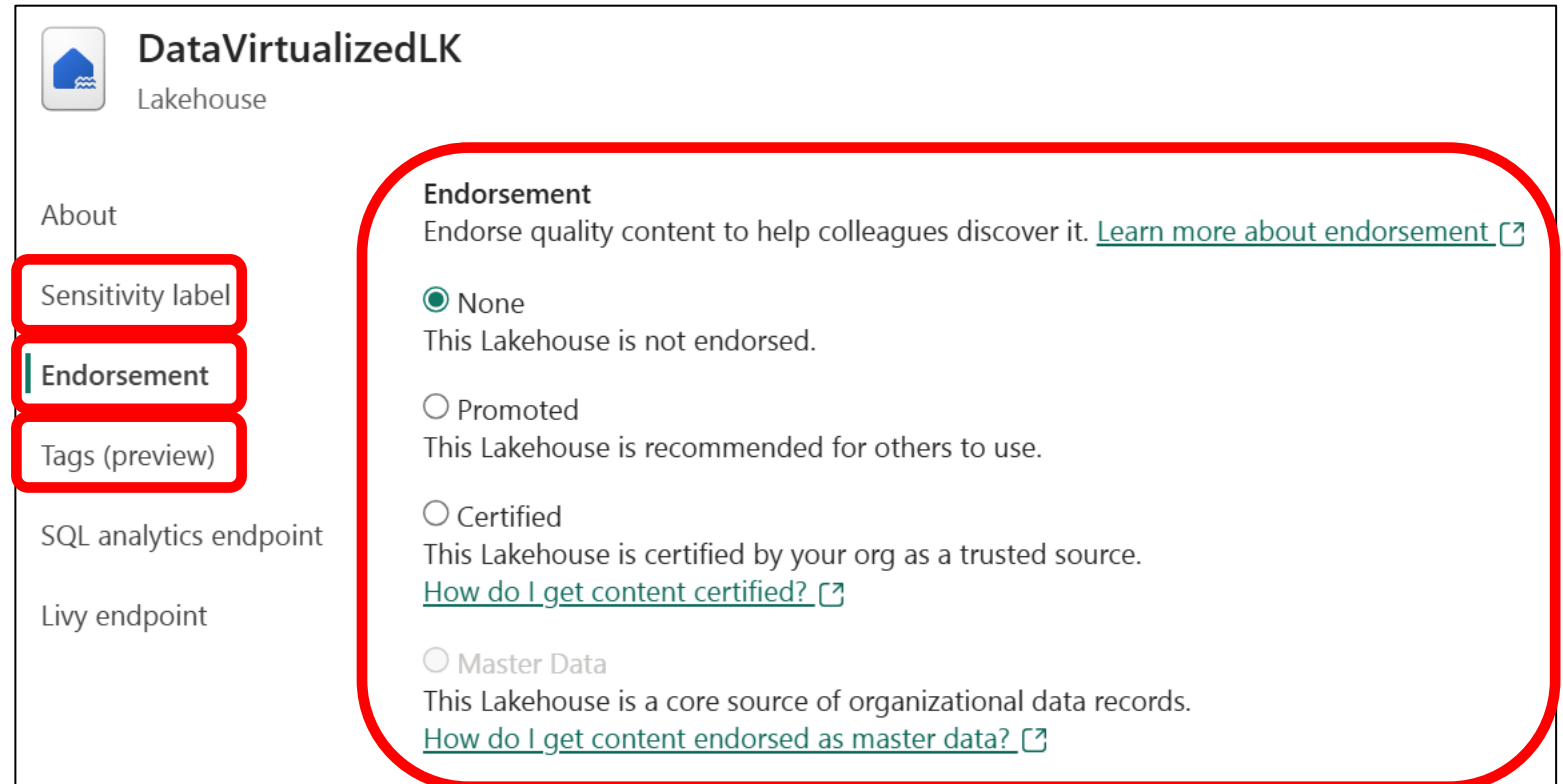 DataVirtualizedLK
Lakehouse
About
Sensitivity label
Endorsement
Tags (preview)
SQL analytics endpoint
Livy endpoint
Endorsement
Endorse quality content to help colleagues discover it. Learn more about endorsement
None
This Lakehouse is not endorsed.
Promoted
This Lakehouse is recommended for others to use.
Certified
This Lakehouse is certified by your org as a trusted source.
How do I get content certified?
Master Data
This Lakehouse is a core source of organizational data records.
How do I get content endorsed as master data?